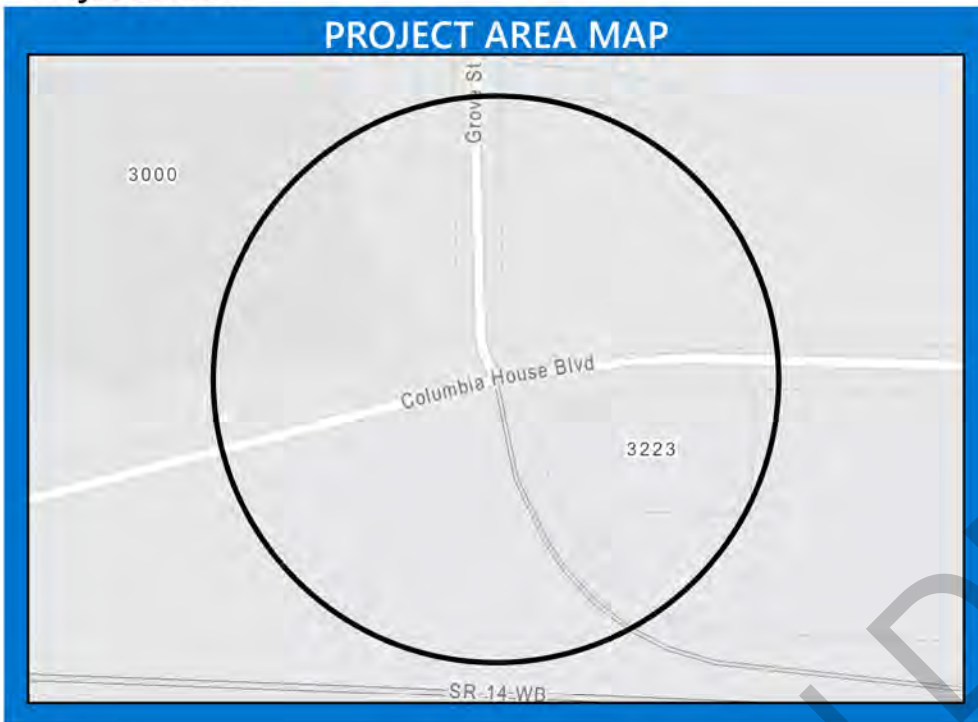 PROJECT AREA MAP
Grove St
3000
Columbia House Blvd
3223
SR 14 WB